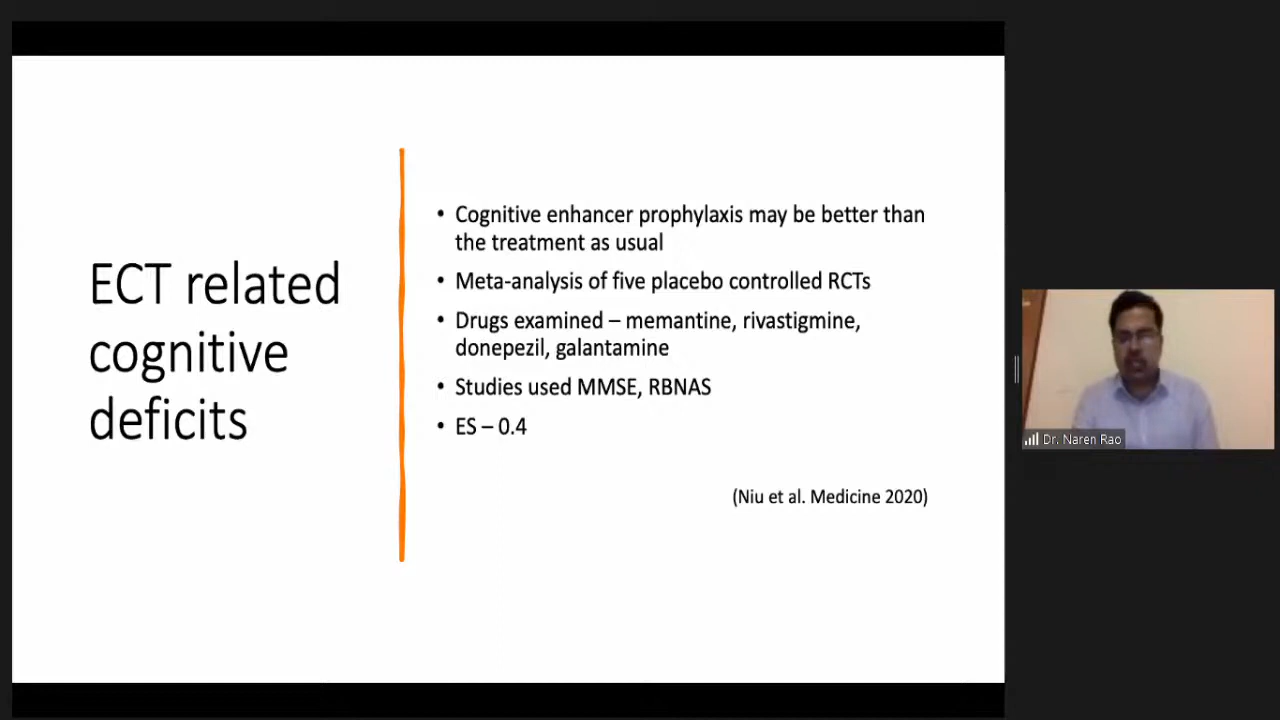 ECT related
cognitive
deficits
• Cognitive enhancer prophylaxis may be better than
the treatment as usual
• Meta-analysis of five placebo controlled RCTs
• Drugs examined – memantine, rivastigmine,
donepezil, galantamine
• Studies used MMSE, RBNAS
• ES – 0.4
(Niu et al. Medicine 2020)
Dr. Naren Rao